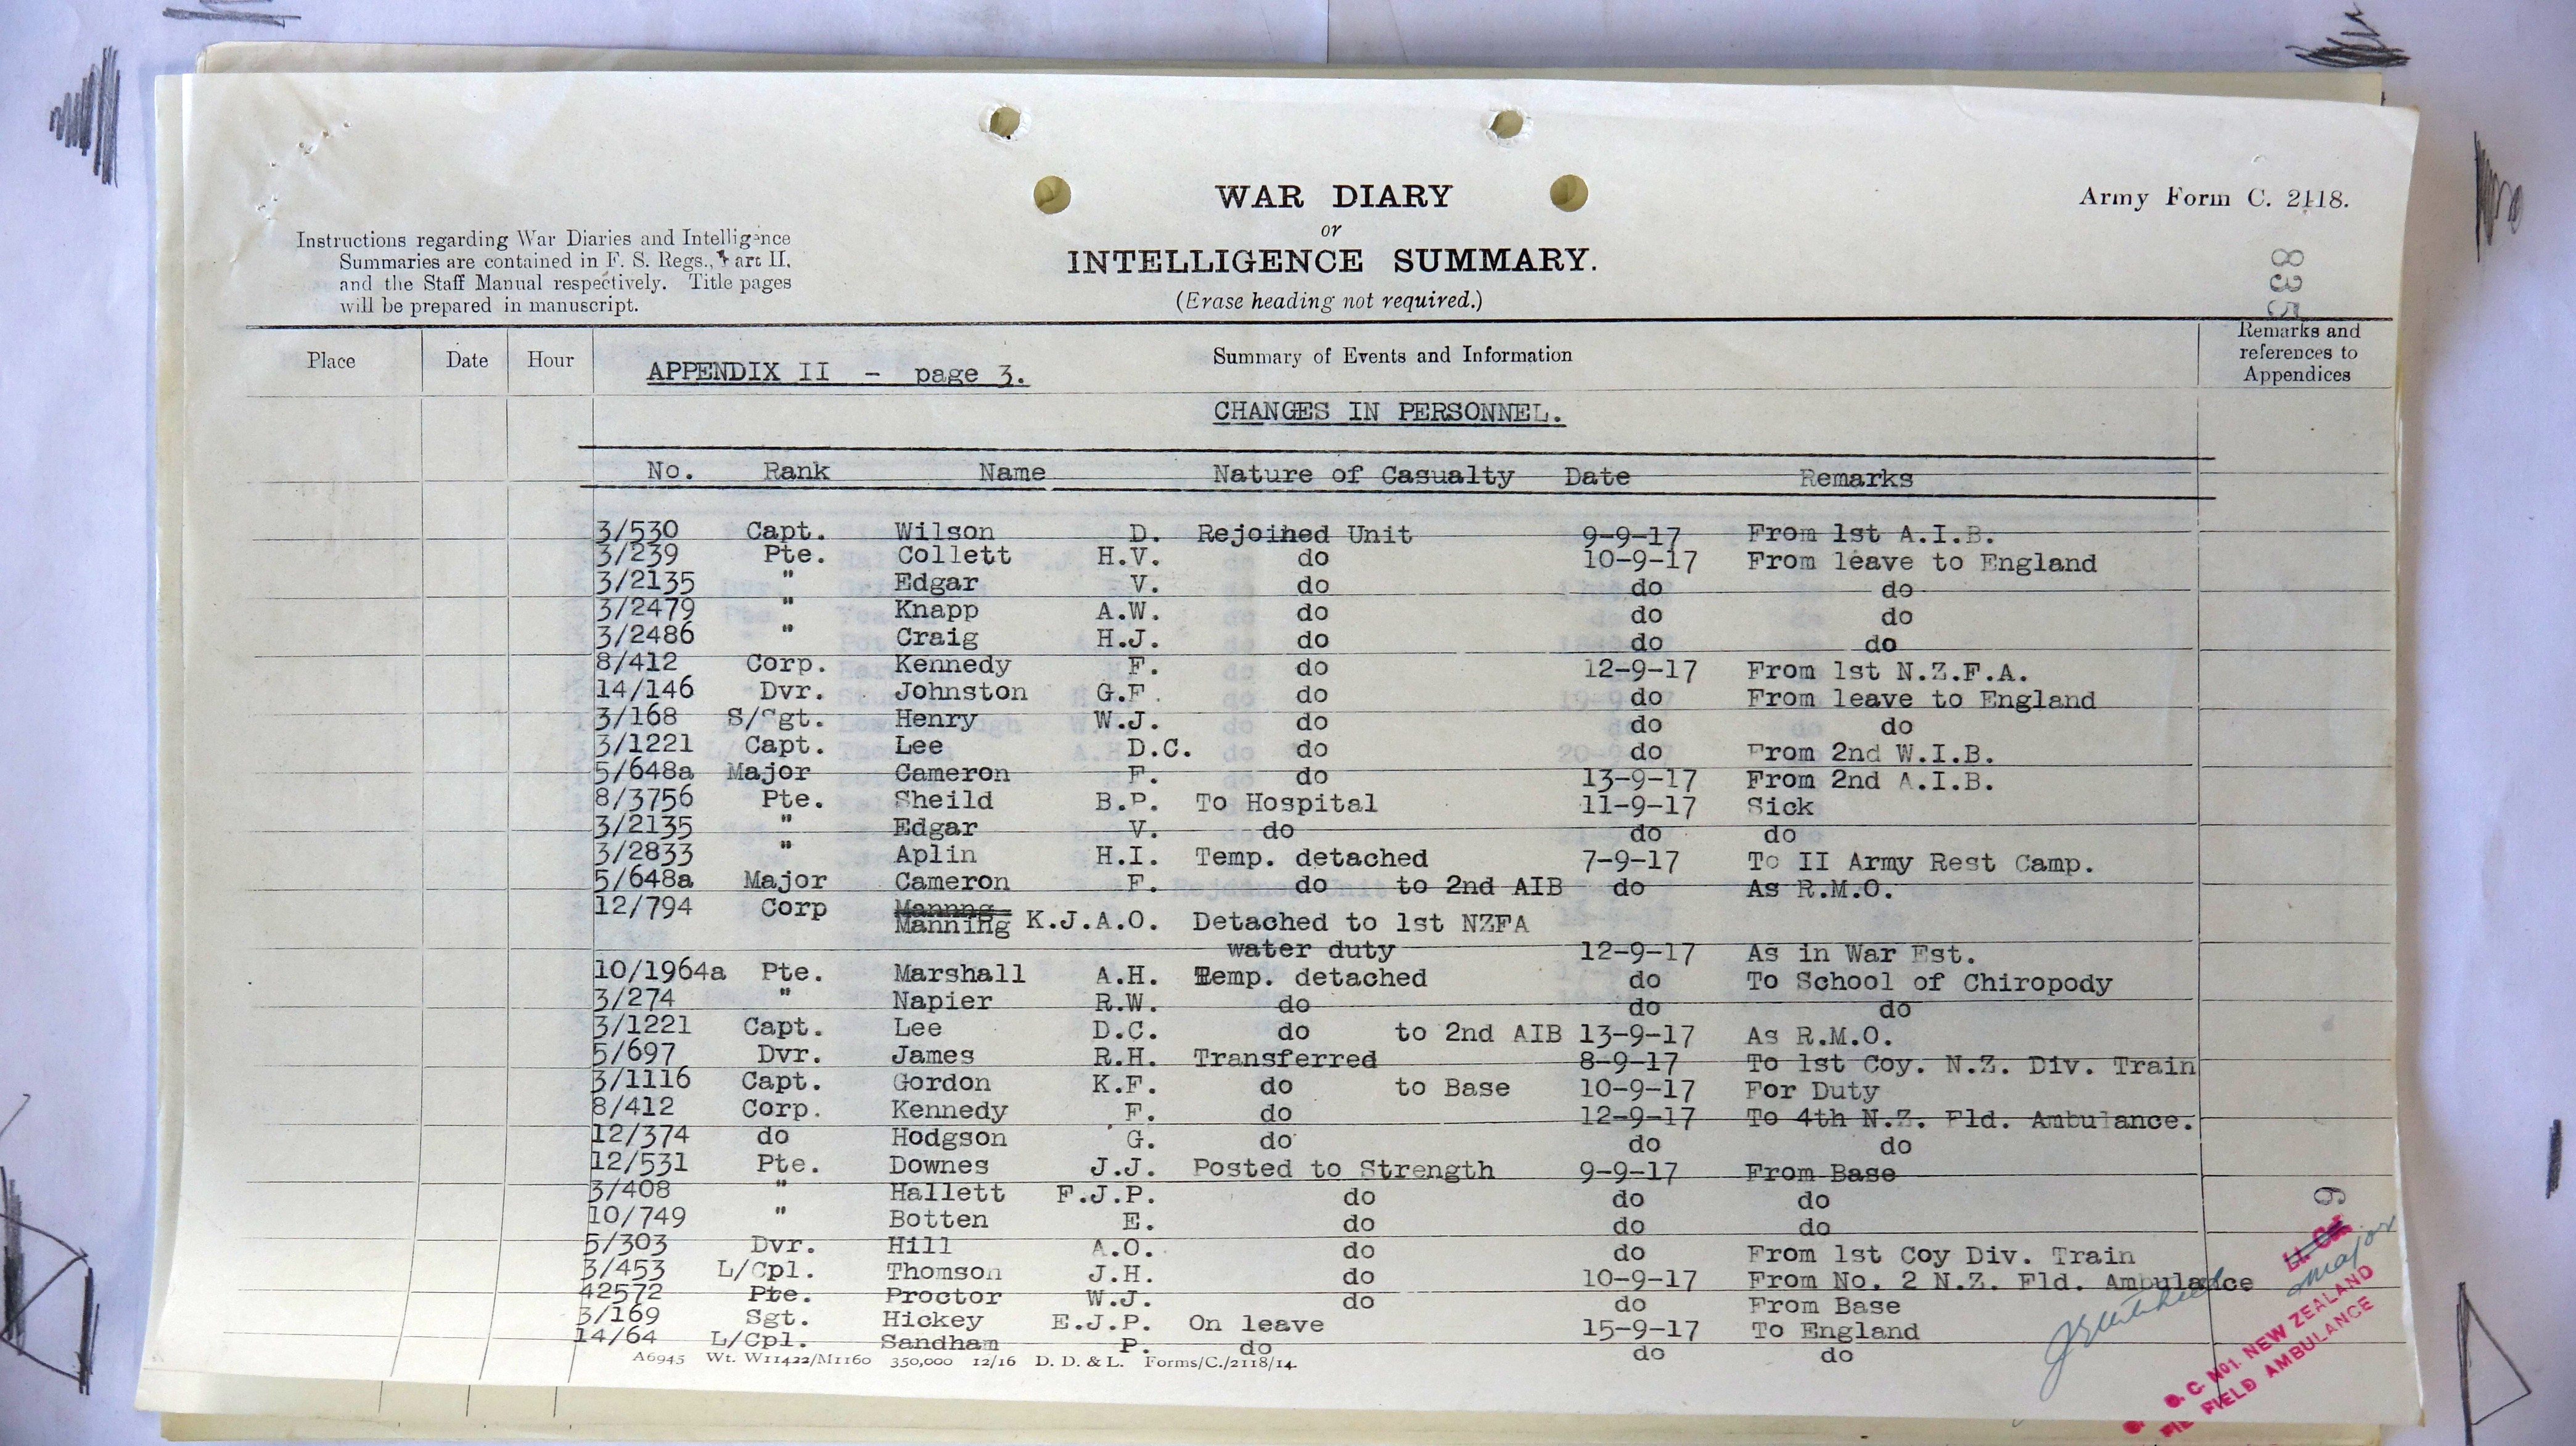 WAR DIARY
or
INTELLIGENCE SUMMARY.
(Erase heading not required.)
Army Form C. 2118.
835
Instructions regarding War Diaries and Intelligence
Summaries are contained in F. S. Regs., Part II.
and the Staff Manual respectively. Title pages
will be prepared in manuscript.
Place Date Hour Summary of Events and Information Remarks and
references to
Appendices
APPENDIX II - page 3.
CHANGES IN PERSONNEL.
No. Rank Name Nature of Casualty Date Remarks
3/530 Capt. Wilson D. Rejoined Unit 9-9-17 From 1st A.I.B.
3/239 Pte. Collett H.V. do 10-9-17 From leave to England
3/2135 " Edgar V. do do do
3/2479 " Knapp A.W. do do do
3/2486 " Craig H.J. do do do
8/412 Corp. Kennedy F. do 12-9-17 From 1st N.Z.F.A.
14/146 Dvr. Johnston G.F. do do From leave to England
3/168 S/Sgt. Henry W.J. do do do
3/1221 Capt. Lee D.C. do do From 2nd W.I.B.
5/648a Major Cameron F. do 13-9-17 From 2nd A.I.B.
8/3756 Pte. Sheild B.P. To Hospital 11-9-17 Sick
3/2135 " Edgar V. do do do
3/2833 " Aplin H.I. Temp. detached 7-9-17 To II Army Rest Camp.
5/648a Major Cameron F. do to 2nd AIB do As R.M.O.
12/794 Corp Mannng
Manning K.J.A.O. Detached to 1st NZFA
water duty 12-9-17 As in War Est.
10/1964a Pte. Marshall A.H. Temp. detached do To School of Chiropody
3/274 " Napier R.W. do do do
3/1221 Capt. Lee D.C. do to 2nd AIB 13-9-17 As R.M.O.
5/697 Dvr. James R.H. Transferred 8-9-17 To 1st Coy. N.Z. Div. Train
3/1116 Capt. Gordon K.F. do to Base 10-9-17 For Duty
8/412 Corp. Kennedy F. do 12-9-17 To 4th N.Z. Fld. Ambulance.
12/374 do Hodgson G. do do do
12/531 Pte. Downes J.J. Posted to Strength 9-9-17 From Base
3/408 " Hallett F.J.P. do do do
10/749 " Botten E. do do do
5/303 Dvr. Hill A.O. do do From 1st Coy Div. Train
3/453 L/Cpl. Thomson J.H. do 10-9-17 From No. 2 N.Z. Fld. Ambulance
42572 Pte. Proctor W.J. do do From Base
3/169 Sgt. Hickey E.J.P. On leave 15-9-17 To England
14/64 L/Cpl. Sandham P. do do do
A6945 Wt. W11422/M1160 350,000 12/16 D. D. & L. Forms/C./2118/14.
6
Lt. Col.
Major
O. C. No1. NEW ZEALAND
FIELD AMBULANCE